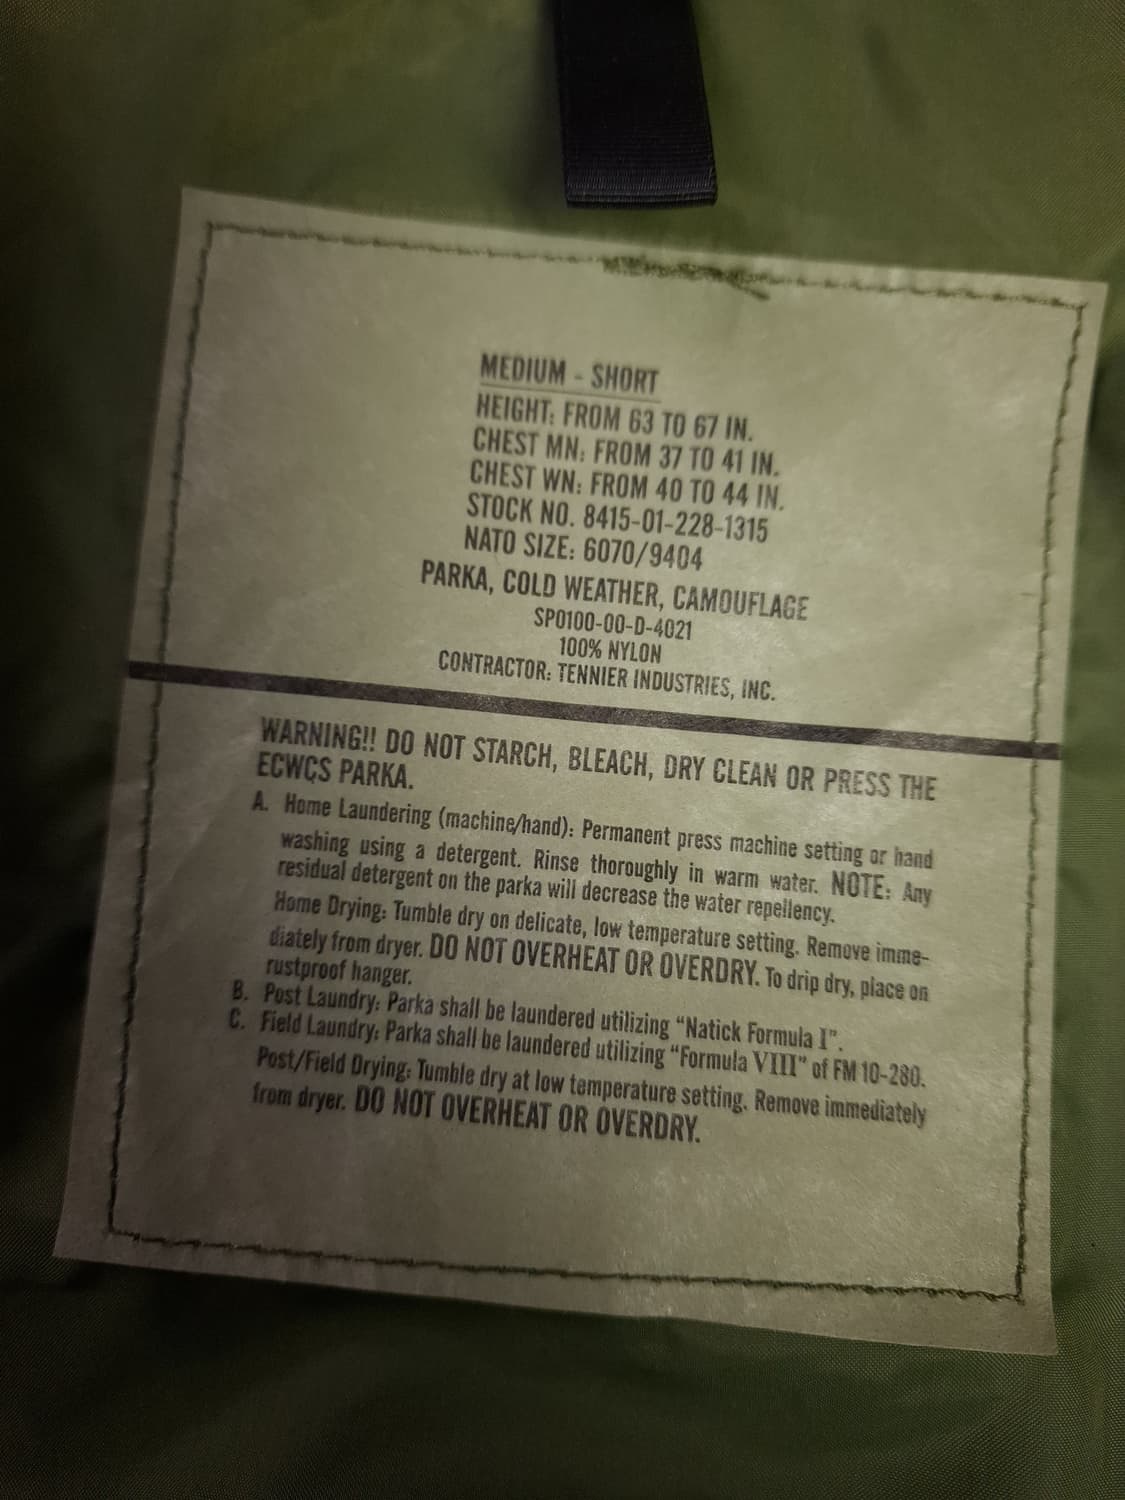 MEDIUM - SHORT
HEIGHT: FROM 63 TO 67 IN.
CHEST MN: FROM 37 TO 41 IN.
CHEST WN: FROM 40 TO 44 IN.
STOCK NO. 8415-01-228-1315
NATO SIZE: 6070/9404
PARKA, COLD WEATHER, CAMOUFLAGE
SPO100-00-D-4021
100% NYLON
CONTRACTOR: TENNIER INDUSTRIES, INC.
WARNING!! DO NOT STARCH, BLEACH, DRY CLEAN OR PRESS THE
ECWCS PARKA.
A. Home Laundering (machine/hand): Permanent press machine setting or hand
washing using a detergent. Rinse thoroughly in warm water. NOTE: Any
residual detergent on the parka will decrease the water repellency.
Home Drying: Tumble dry on delicate, low temperature setting. Remove imme-
diately from dryer. DO NOT OVERHEAT OR OVERDRY. To drip dry, place on
rustproof hanger.
B. Post Laundry: Parka shall be laundered utilizing "Natick Formula I".
C. Field Laundry: Parka shall be laundered utilizing "Formula VIII" of FM 10-280.
Post/Field Drying: Tumble dry at low temperature setting. Remove immediately
from dryer. DO NOT OVERHEAT OR OVERDRY.